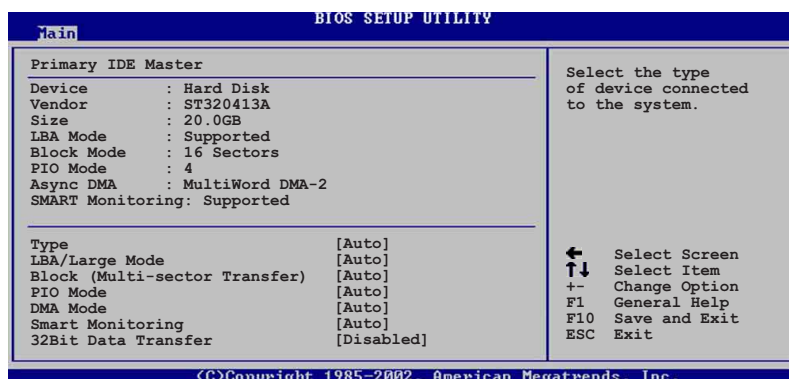 BIOS SETUP UTILITY
Main
Primary IDE Master
Device : Hard Disk
Vendor : ST320413A
Size : 20.0GB
LBA Mode : Supported
Block Mode : 16 Sectors
PIO Mode : 4
Async DMA : MultiWord DMA-2
SMART Monitoring: Supported
Type [Auto]
LBA/Large Mode [Auto]
Block (Multi-sector Transfer) [Auto]
PIO Mode [Auto]
DMA Mode [Auto]
Smart Monitoring [Auto]
32Bit Data Transfer [Disabled]
Select the type
of device connected
to the system.
← Select Screen
↑↓ Select Item
+- Change Option
F1 General Help
F10 Save and Exit
ESC Exit
(C)Copyright 1985-2002, American Megatrends, Inc.